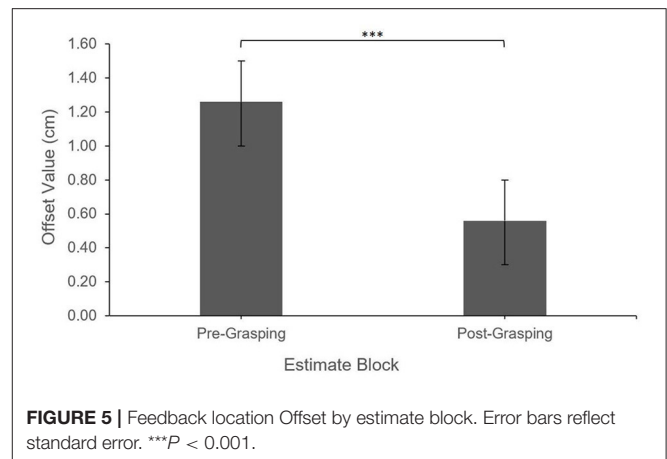 ***
1.60
1.40
1.20
1.00
0.80
0.60
0.40
0.20
0.00
Offset Value (cm)
Pre-Grasping Post-Grasping
Estimate Block
FIGURE 5 | Feedback location Offset by estimate block. Error bars reflect
standard error. ***P < 0.001.